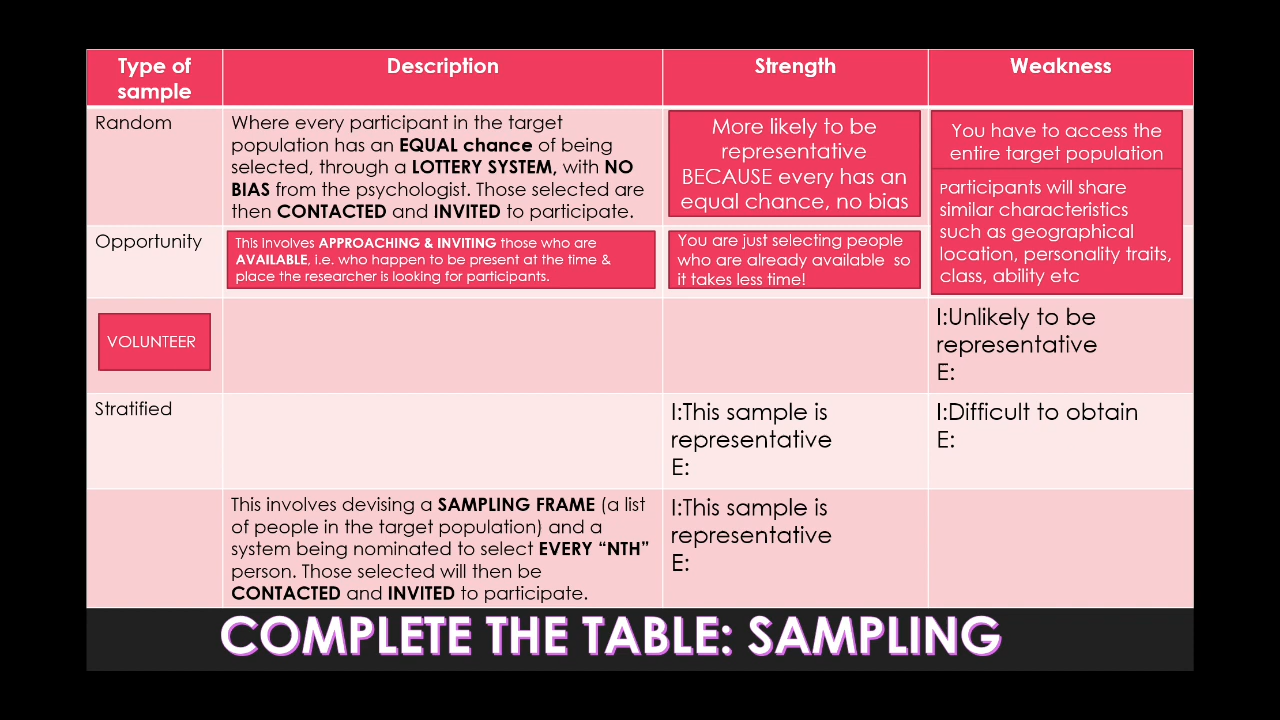 Type of
sample
Description
Strength
Weakness
Random
Where every participant in the target
population has an EQUAL chance of being
selected, through a LOTTERY SYSTEM, with NO
BIAS from the psychologist. Those selected are
then CONTACTED and INVITED to participate.
More likely to be
representative
BECAUSE every has an
equal chance, no bias
You have to access the
entire target population
Opportunity
This involves APPROACHING & INVITING those who are
AVAILABLE, i.e. who happen to be present at the time &
place the researcher is looking for participants.
You are just selecting people
who are already available so
it takes less time!
Participants will share
similar characteristics
such as geographical
location, personality traits,
class, ability etc
VOLUNTEER
I:Unlikely to be
representative
E:
Stratified
I:This sample is
representative
E:
I:Difficult to obtain
E:
This involves devising a SAMPLING FRAME (a list
of people in the target population) and a
system being nominated to select EVERY “NTH”
person. Those selected will then be
CONTACTED and INVITED to participate.
I:This sample is
representative
E:
COMPLETE THE TABLE: SAMPLING